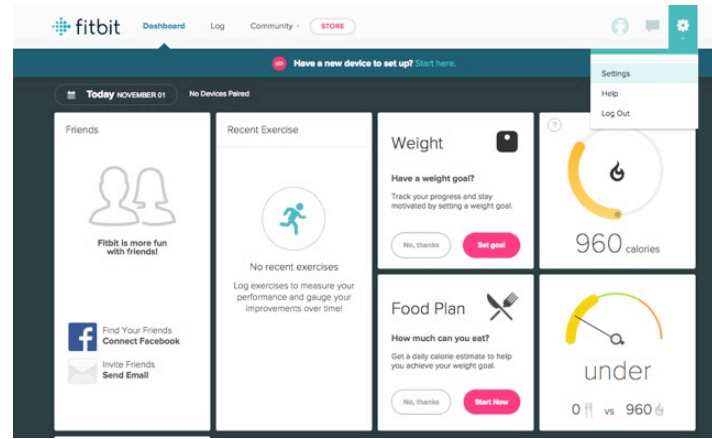 fitbit
Dashboard
Log
Community
STORE
Have a new device to set up? Start here.
Settings
Help
Log Out
Today NOVEMBER 01
No Devices Paired
Friends
Fitbit is more fun
with friends!
Find Your Friends
Connect Facebook
Invite Friends
Send Email
Recent Exercise
No recent exercises
Log exercises to measure your
performance and gauge your
improvements over time!
Weight
Have a weight goal?
Track your progress and stay
motivated by setting a weight goal.
No, thanks
Set goal
Food Plan
How much can you eat?
Get a daily calorie estimate to help
you achieve your weight goal.
No, thanks
Start Now
?
960 calories
under
0 vs 960